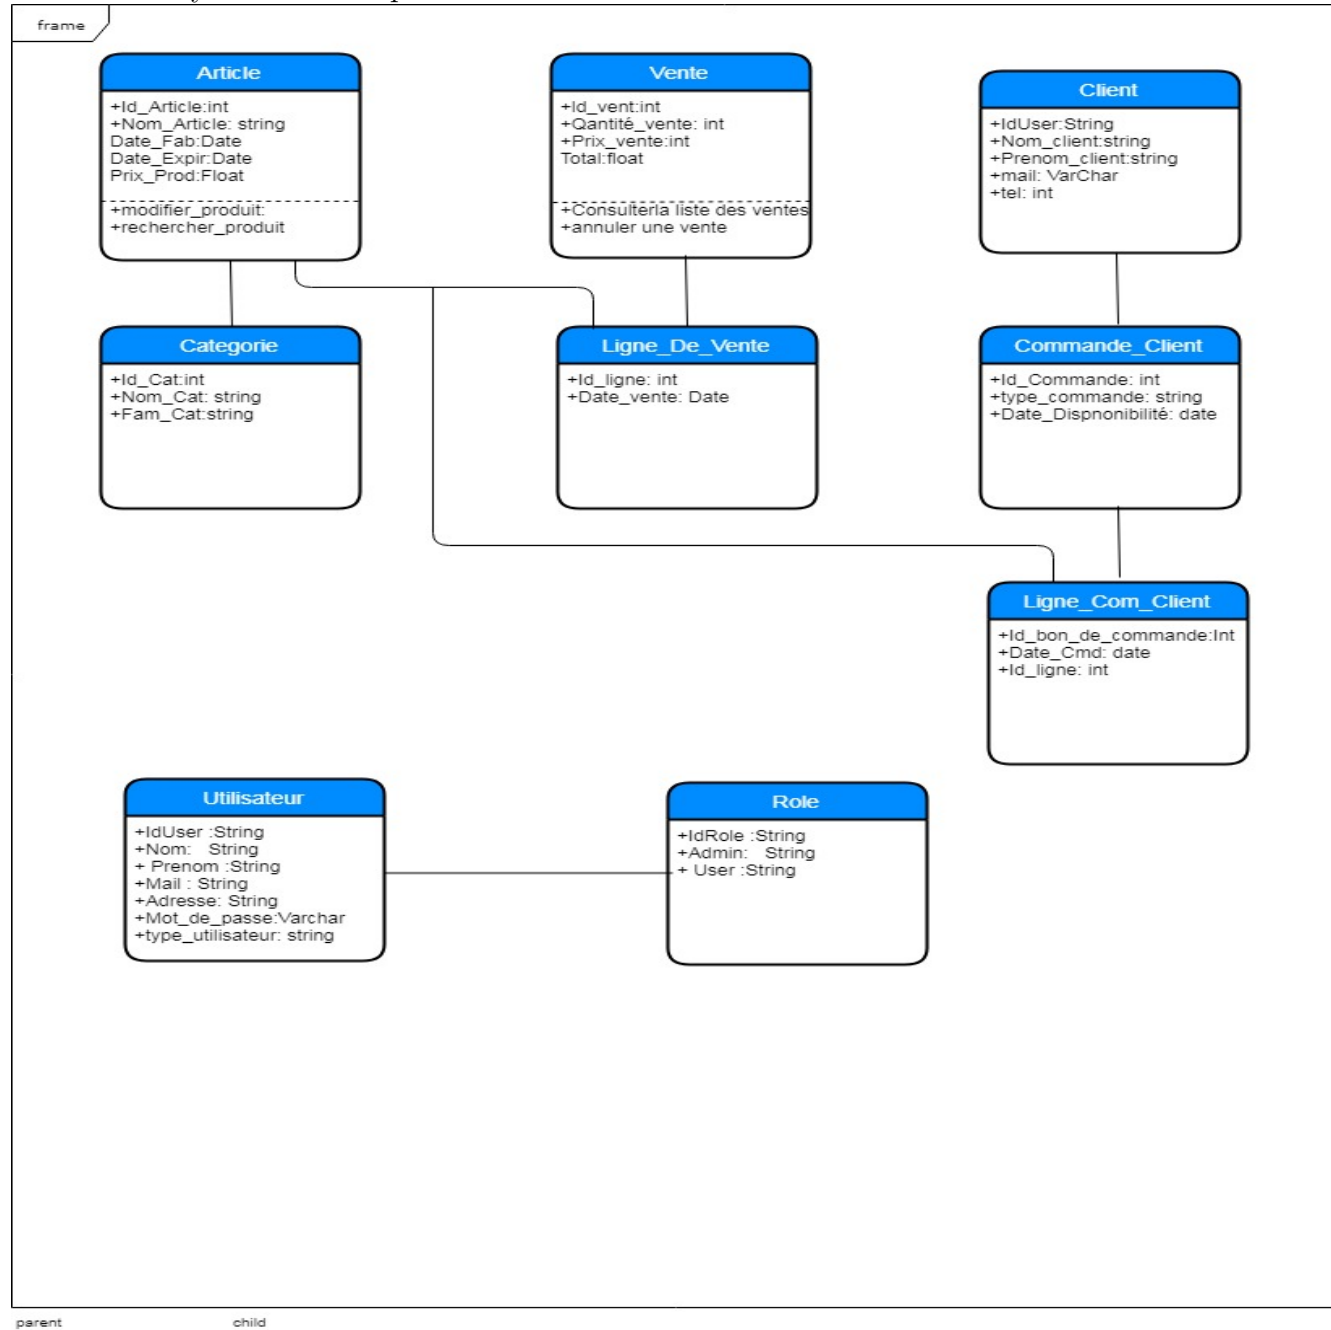 frame
Article
+Id_Article:int
+Nom_Article: string
Date_Fab:Date
Date_Expir:Date
Prix_Prod:Float
+modifier_produit:
+rechercher_produit
Vente
+Id_vent:int
+Qantité_vente: int
+Prix_vente:int
Total:float
+Consulterla liste des ventes
+annuler une vente
Client
+IdUser:String
+Nom_client:string
+Prenom_client:string
+mail: VarChar
+tel: int
Categorie
+Id_Cat:int
+Nom_Cat: string
+Fam_Cat:string
Ligne_De_Vente
+Id_ligne: int
+Date_vente: Date
Commande_Client
+Id_Commande: int
+type_commande: string
+Date_Dispnonibilité: date
Ligne_Com_Client
+Id_bon_de_commande:Int
+Date_Cmd: date
+Id_ligne: int
Utilisateur
+IdUser :String
+Nom:   String
+ Prenom :String
+Mail : String
+Adresse: String
+Mot_de_passe:Varchar
+type_utilisateur: string
Role
+IdRole :String
+Admin:   String
+ User :String
parent
child